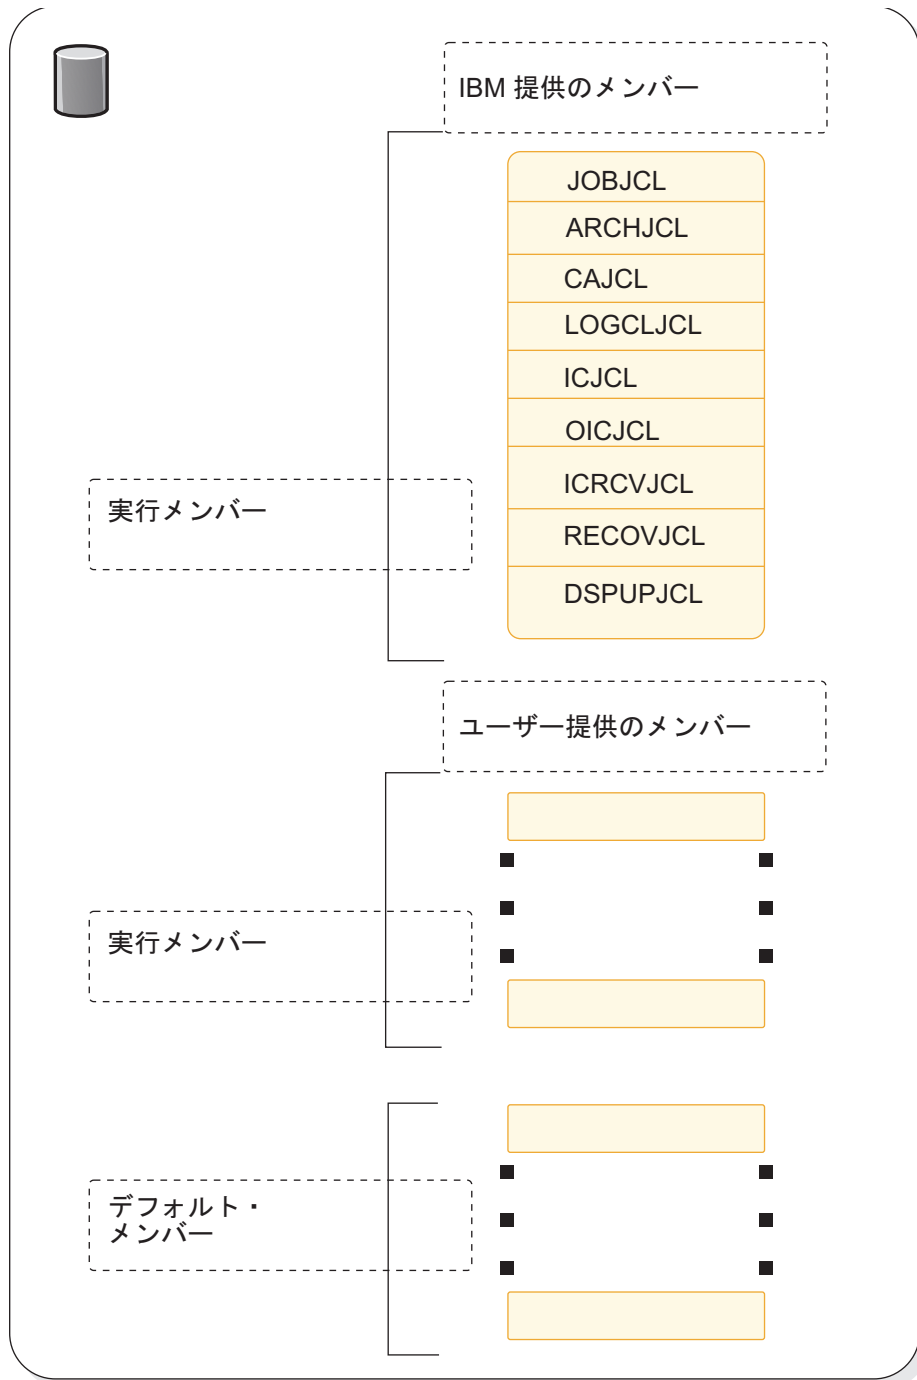 IBM 提供のメンバー
JOBJCL
ARCHJCL
CAJCL
LOGCLJCL
ICJCL
OICJCL
ICRCVJCL
RECOVJCL
DSPUPJCL
実行メンバー
ユーザー提供のメンバー
実行メンバー
デフォルト・
メンバー